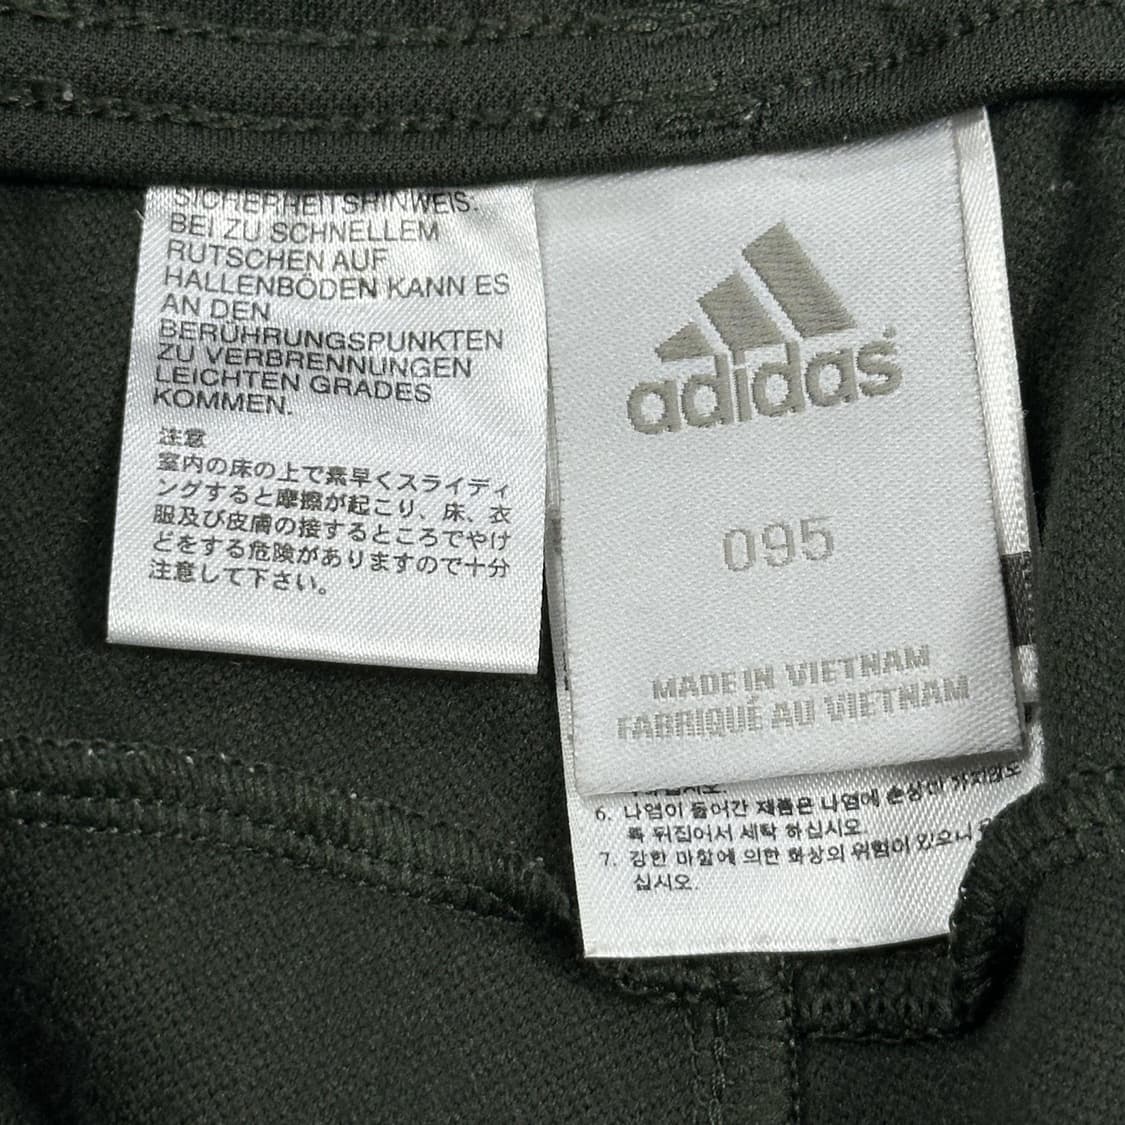 SICHERHEITSHINWEIS.
BEI ZU SCHNELLEM
RUTSCHEN AUF
HALLENBÖDEN KANN ES
AN DEN
BERÜHRUNGSPUNKTEN
ZU VERBRENNUNGEN
LEICHTEN GRADES
KOMMEN.
注意
室内の床の上で素早くスライディ
ングすると摩擦が起こり、床、衣
服及び皮膚の接するところでやけ
どをする危険がありますので十分
注意して下さい。
adidas
095
MADE IN VIETNAM
FABRIQUÉ AU VIETNAM
6. 나염이 들어간 제품은 나염에 손상이 가지않도
록 뒤집어서 세탁 하십시오.
7. 강한 마찰에 의한 화상의 위험이 있으니
십시오.